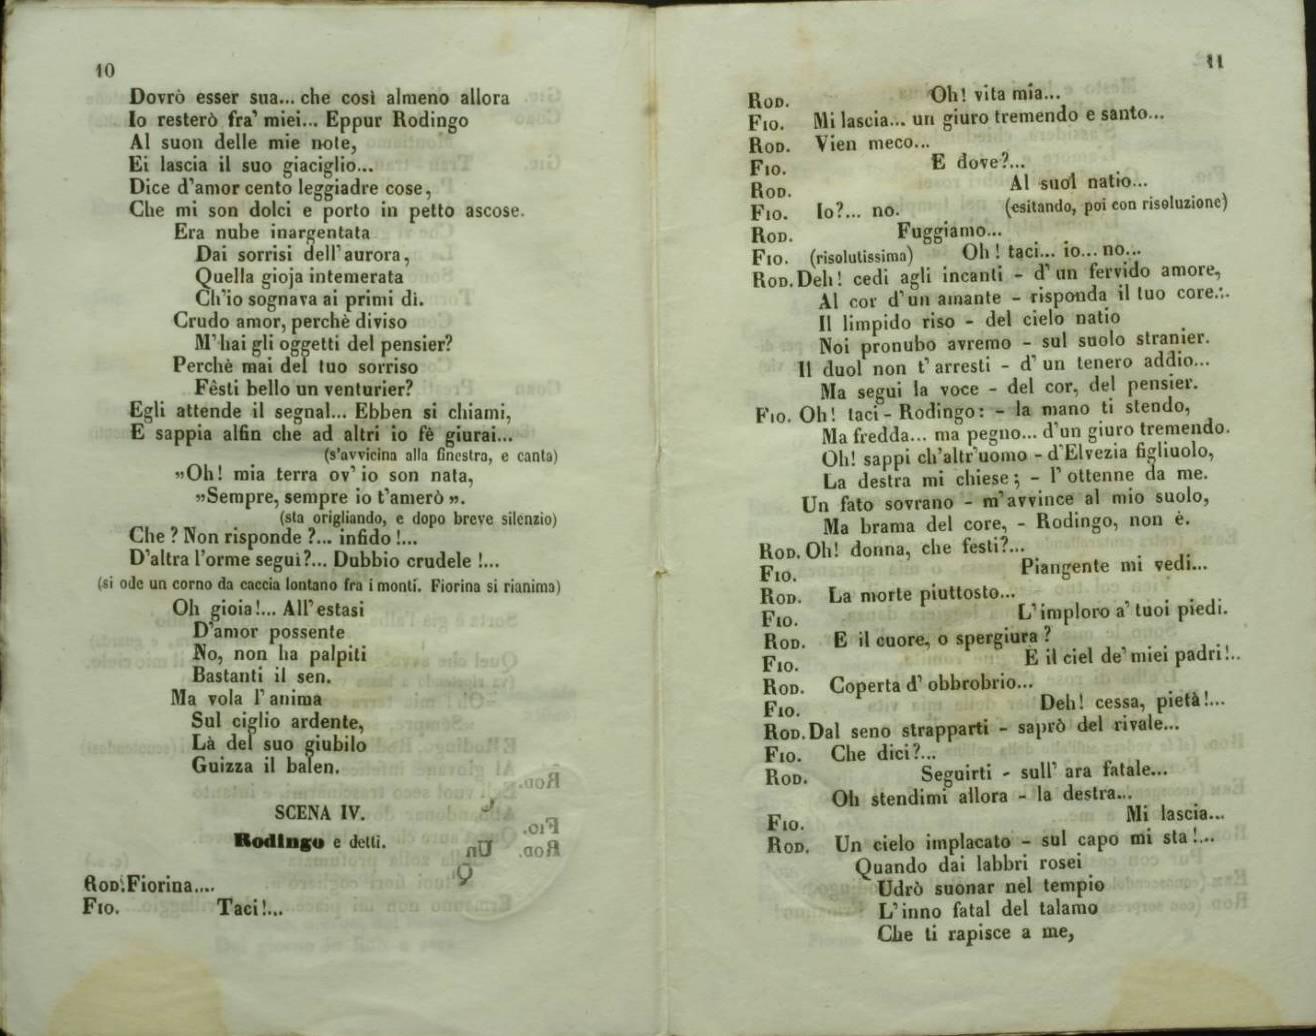 10
Dovrò esser sua... che così almeno allora
Io resterò fra' miei... Eppur Rodingo
Al suon delle mie note,
Ei lascia il suo giaciglio...
Dice d'amor cento leggiadre cose,
Che mi son dolci e porto in petto ascose.
Era nube inargentata
Dai sorrisi dell'aurora,
Quella gioja intemerata
Ch'io sognava ai primi dì.
Crudo amor, perchè diviso
M'hai gli oggetti del pensier?
Perchè mai del tuo sorriso
Fêsti bello un venturier?
Egli attende il segnal... Ebben si chiami,
E sappia alfin che ad altri io fè giurai...
(s'avvicina alla finestra, e canta)
»Oh! mia terra ov' io son nata,
»Sempre, sempre io t'amerò ».
(sta origliando, e dopo breve silenzio)
Che ? Non risponde ?... infido !...
D'altra l'orme seguì?... Dubbio crudele !...
(si ode un corno da caccia lontano fra i monti. Fiorina si rianima)
Oh gioia!... All'estasi
D'amor possente
No, non ha palpiti
Bastanti il sen.
Ma vola l'anima
Sul ciglio ardente,
Là del suo giubilo
Guizza il balen.
SCENA IV.
Rodingo e detti.
ROD. Fiorina....
FIO. Taci!...
11
ROD. Oh! vita mia...
FIO. Mi lascia... un giuro tremendo e santo...
ROD. Vien meco...
FIO. E dove?...
ROD. Al suol natio...
FIO. Io?... no. (esitando, poi con risoluzione)
ROD. Fuggiamo...
FIO. (risolutissima) Oh! taci... io... no...
ROD. Deh! cedi agli incanti - d' un fervido amore,
Al cor d'un amante - risponda il tuo core...
Il limpido riso - del cielo natio
Noi pronubo avremo - sul suolo stranier.
Il duol non t'arresti - d' un tenero addio...
Ma segui la voce - del cor, del pensier.
FIO. Oh! taci - Rodingo: - la mano ti stendo,
Ma fredda... ma pegno... d'un giuro tremendo.
Oh! sappi ch'altr'uomo - d'Elvezia figliuolo,
La destra mi chiese; - l' ottenne da me.
Un fato sovrano - m'avvince al mio suolo,
Ma brama del core, - Rodingo, non è.
ROD. Oh! donna, che festi?...
FIO. Piangente mi vedi...
ROD. La morte piuttosto...
FIO. L'imploro a' tuoi piedi.
ROD. E il cuore, o spergiura ?
FIO. E il ciel de' miei padri!..
ROD. Coperta d' obbrobrio...
FIO. Deh! cessa, pietà!...
ROD. Dal seno strapparti - saprò del rivale...
FIO. Che dici?...
ROD. Seguirti - sull' ara fatale...
Oh stendimi allora - la destra...
FIO. Mi lascia...
ROD. Un cielo implacato - sul capo mi sta!...
Quando dai labbri rosei
Udrò suonar nel tempio
L'inno fatal del talamo
Che ti rapisce a me,